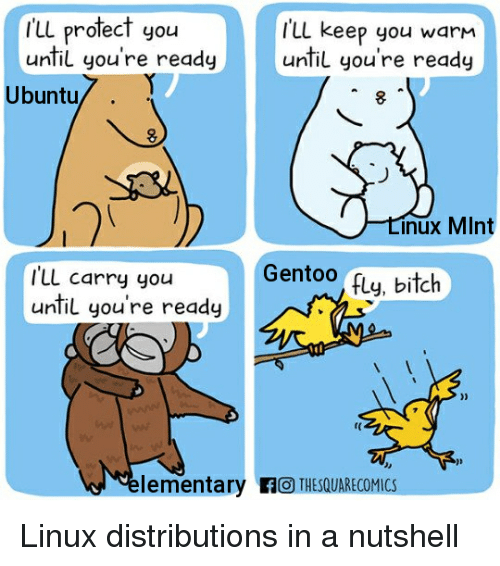 I'LL protect you
until you're ready
Ubuntu
I'LL keep you warm
until you're ready
Linux MInt
I'LL carry you
until you're ready
elementary
Gentoo
fly, bitch
THESQUARECOMICS
Linux distributions in a nutshell